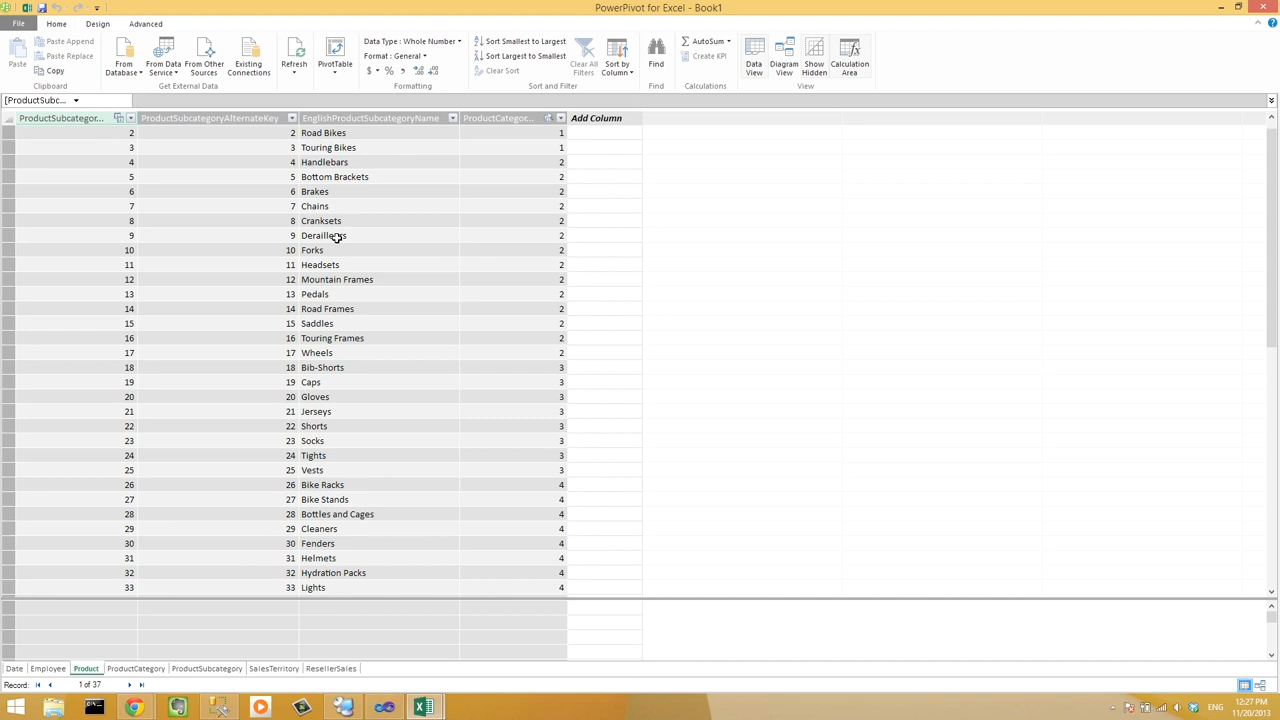 PowerPivot for Excel - Book1
File Home Design Advanced
Paste Append
Paste Replace
Copy
Paste
From Database
From Data Service
From Other Sources
Existing Connections
Get External Data
Refresh
PivotTable
Data Type : Whole Number
Format : General
$ % ,
Formatting
Sort Smallest to Largest
Sort Largest to Smallest
Clear Sort
Clear All Filters
Sort by Column
Sort and Filter
Find
Find
AutoSum
Create KPI
Calculations
Data View
Diagram View
Show Hidden
Calculation Area
View
[ProductSubc...
ProductSubcategor... ProductSubcategoryAlternateKey EnglishProductSubcategoryName ProductCategor... Add Column
2 2 Road Bikes 1
3 3 Touring Bikes 1
4 4 Handlebars 2
5 5 Bottom Brackets 2
6 6 Brakes 2
7 7 Chains 2
8 8 Cranksets 2
9 9 Derailleurs 2
10 10 Forks 2
11 11 Headsets 2
12 12 Mountain Frames 2
13 13 Pedals 2
14 14 Road Frames 2
15 15 Saddles 2
16 16 Touring Frames 2
17 17 Wheels 2
18 18 Bib-Shorts 3
19 19 Caps 3
20 20 Gloves 3
21 21 Jerseys 3
22 22 Shorts 3
23 23 Socks 3
24 24 Tights 3
25 25 Vests 3
26 26 Bike Racks 4
27 27 Bike Stands 4
28 28 Bottles and Cages 4
29 29 Cleaners 4
30 30 Fenders 4
31 31 Helmets 4
32 32 Hydration Packs 4
33 33 Lights 4
Date Employee Product ProductCategory ProductSubcategory SalesTerritory ResellerSales
Record: 1 of 37
ENG
12:27 PM
11/20/2013